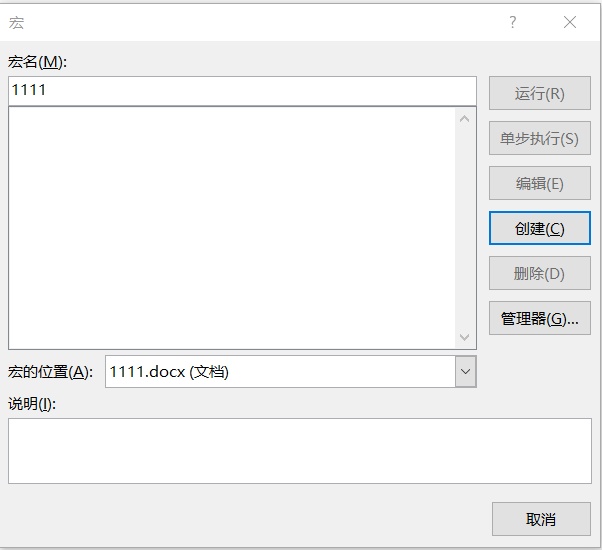 宏
宏名(M):
1111
运行(R)
单步执行(S)
编辑(E)
创建(C)
删除(D)
管理器(G)...
宏的位置(A):
1111.docx (文档)
说明(I):
取消